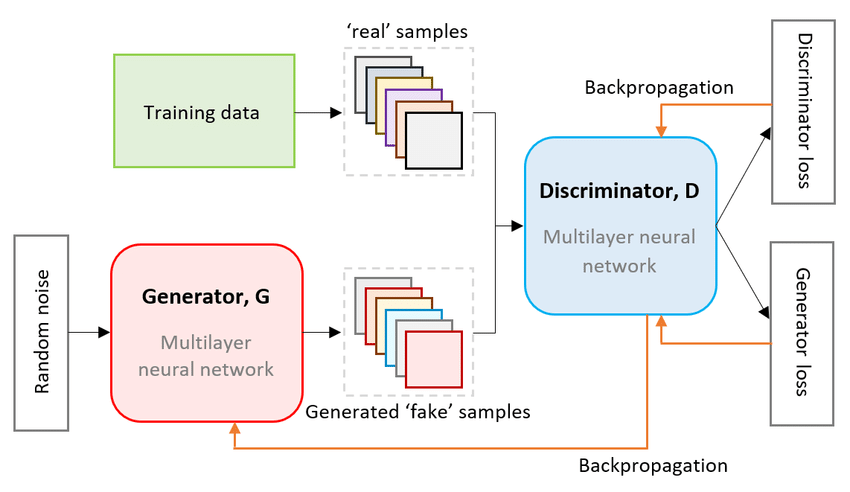 ‘real’ samples
Training data
Backpropagation
Discriminator loss
Discriminator, D
Multilayer neural
network
Random noise
Generator, G
Multilayer
neural network
Generated ‘fake’ samples
Generator loss
Backpropagation